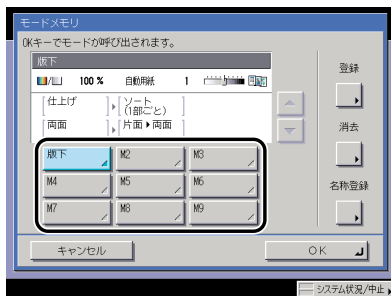 モードメモリ
OKキーでモードが呼び出されます。
版下
100 % 自動用紙 1
登録
仕上げ ソート (1部ごと)
両面 片面▶両面
消去
版下 M2 M3
M4 M5 M6
名称登録
M7 M8 M9
キャンセル OK
システム状況/中止